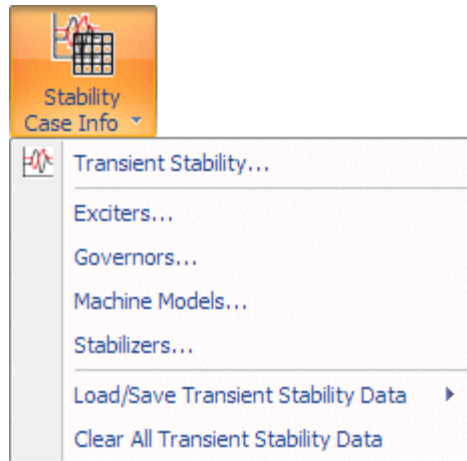 Stability
Case Info
Transient Stability...
Exciters...
Governors...
Machine Models...
Stabilizers...
Load/Save Transient Stability Data
Clear All Transient Stability Data